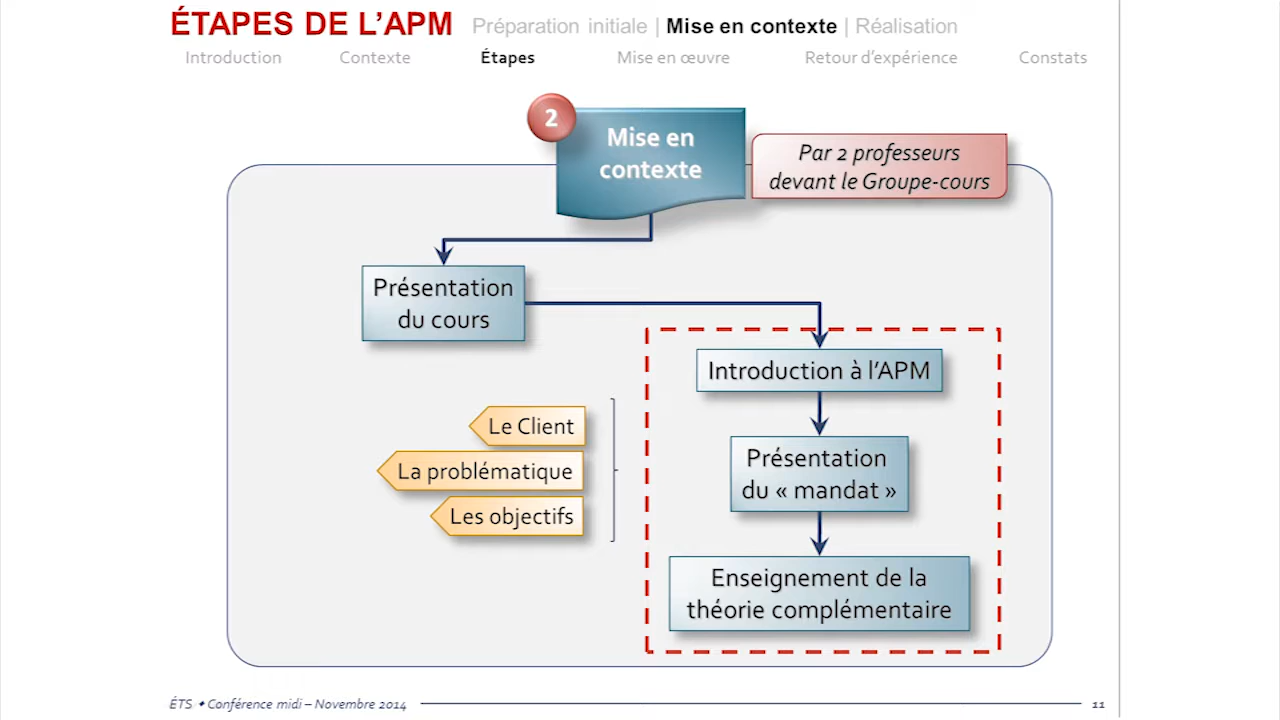 ÉTAPES DE L’APM Préparation initiale | Mise en contexte | Réalisation
Introduction Contexte Étapes Mise en œuvre Retour d’expérience Constats
2
Mise en
contexte
Par 2 professeurs
devant le Groupe-cours
Présentation
du cours
Introduction à l’APM
Le Client
La problématique
Les objectifs
Présentation
du « mandat »
Enseignement de la
théorie complémentaire
ÉTS ◆ Conférence midi – Novembre 2014 11